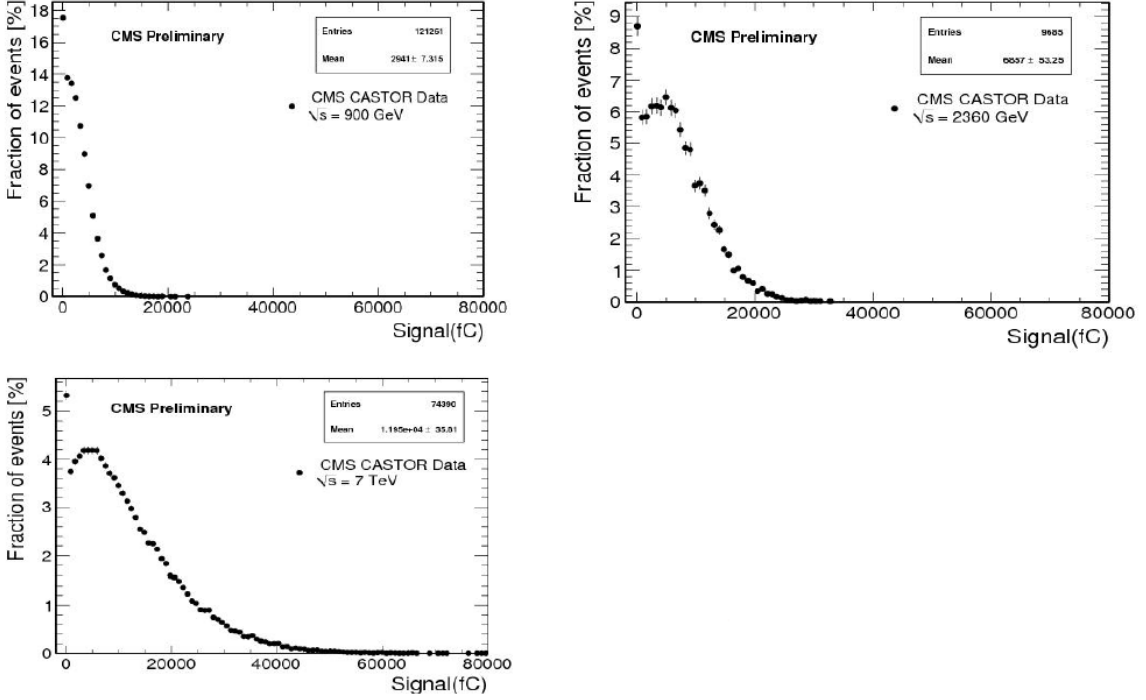 Fraction of events [%]
18
16
14
12
10
8
6
4
2
0
CMS Preliminary
Entries 121261
Mean 2941± 7.315
CMS CASTOR Data
√s = 900 GeV
0 20000 40000 60000 80000
Signal(fC)
Fraction of events [%]
9
8
7
6
5
4
3
2
1
0
CMS Preliminary
Entries 9685
Mean 6857 ± 53.25
CMS CASTOR Data
√s = 2360 GeV
0 20000 40000 60000 80000
Signal(fC)
Fraction of events [%]
5
4
3
2
1
0
CMS Preliminary
Entries 74390
Mean 1.195e+04 ± 35.81
CMS CASTOR Data
√s = 7 TeV
0 20000 40000 60000 80000
Signal(fC)